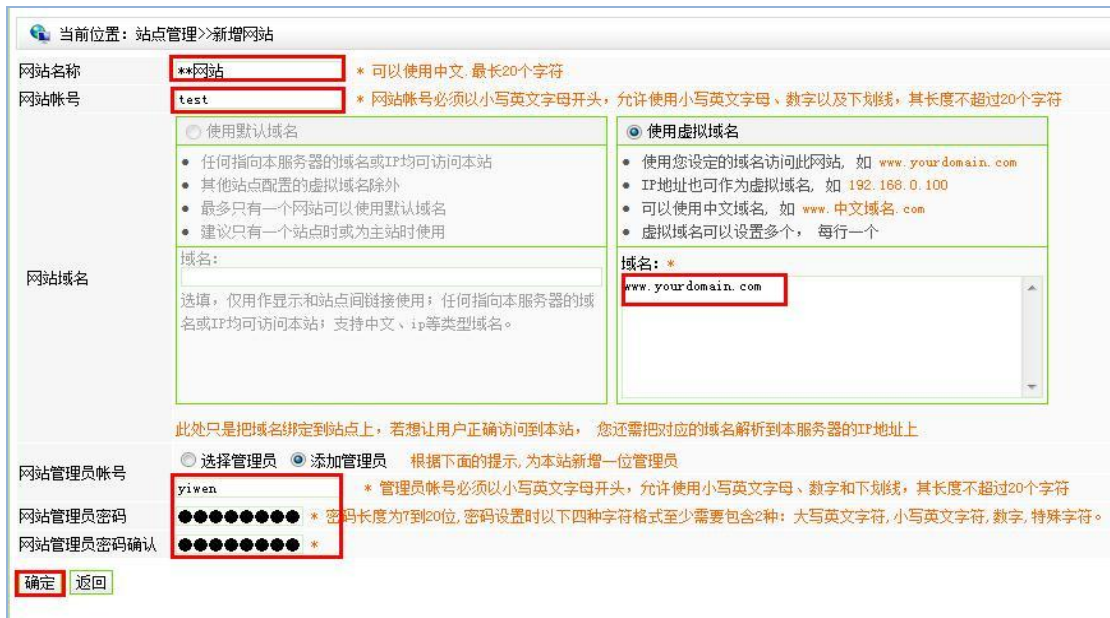 当前位置：站点管理>>新增网站
网站名称 **网站 * 可以使用中文.最长20个字符
网站帐号 test * 网站帐号必须以小写英文字母开头，允许使用小写英文字母、数字以及下划线，其长度不超过20个字符
使用默认域名
任何指向本服务器的域名或IP均可访问本站
其他站点配置的虚拟域名除外
最多只有一个网站可以使用默认域名
建议只有一个站点时或为主站时使用
使用虚拟域名
使用您设定的域名访问此网站, 如 www.yourdomain.com
IP地址也可作为虚拟域名, 如 192.168.0.100
可以使用中文域名, 如 www.中文域名.com
虚拟域名可以设置多个， 每行一个
网站域名
域名：
选填，仅用作显示和站点间链接使用；任何指向本服务器的域
名或IP均可访问本站；支持中文、ip等类型域名。
域名：*
www.yourdomain.com
此处只是把域名绑定到站点上，若想让用户正确访问到本站， 您还需把对应的域名解析到本服务器的IP地址上
网站管理员帐号
选择管理员 添加管理员 根据下面的提示,为本站新增一位管理员
yiwen * 管理员帐号必须以小写英文字母开头，允许使用小写英文字母、数字和下划线，其长度不超过20个字符
网站管理员密码 ●●●●●●●● * 密码长度为7到20位,密码设置时以下四种字符格式至少需要包含2种：大写英文字符,小写英文字符,数字,特殊字符。
网站管理员密码确认 ●●●●●●●● *
确定 返回